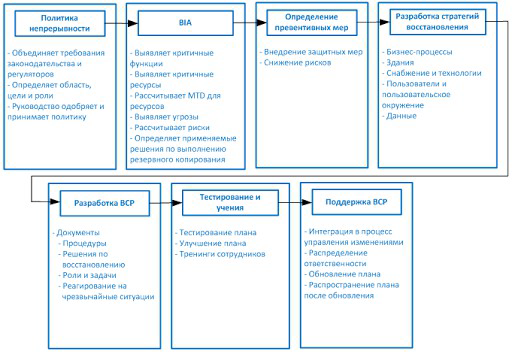 Политика
непрерывности
- Объединяет требования
законодательства и
регуляторов
- Определяет область,
цели и роли
- Руководство одобряет и
принимает политику
BIA
- Выявляет критичные
функции
- Выявляет критичные
ресурсы
- Рассчитывает MTD для
ресурсов
- Выявляет угрозы
- Рассчитывает риски
- Определяет применяемые
решения по выполнению
резервного копирования
Определение
превентивных мер
- Внедрение защитных мер
- Снижение рисков
Разработка стратегий
восстановления
- Бизнес-процессы
- Здания
- Снабжение и технологии
- Пользователи и
пользовательское
окружение
- Данные
Разработка BCP
- Документы
- Процедуры
- Решения по
восстановлению
- Роли и задачи
- Реагирование на
чрезвычайные ситуации
Тестирование и
учения
- Тестирование плана
- Улучшение плана
- Тренинги сотрудников
Поддержка BCP
- Интеграция в процесс
управления изменениями
- Распределение
ответственности
- Обновление плана
- Распространение плана
после обновления